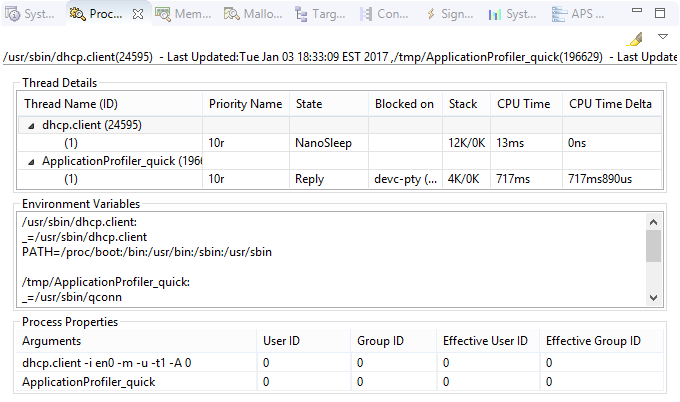 Syste... Proc... Mem... Mallo... Targ... Con... Sign... Syst... APS ...
/usr/sbin/dhcp.client(24595) - Last Updated:Tue Jan 03 18:33:09 EST 2017 ,/tmp/ApplicationProfiler_quick(196629) - Last Update
Thread Details
Thread Name (ID) Priority Name State Blocked on Stack CPU Time CPU Time Delta
dhcp.client (24595)
(1) 10r NanoSleep 12K/0K 13ms 0ns
ApplicationProfiler_quick (1966
(1) 10r Reply devc-pty (... 4K/0K 717ms 717ms890us
Environment Variables
/usr/sbin/dhcp.client:
_=/usr/sbin/dhcp.client
PATH=/proc/boot:/bin:/usr/bin:/sbin:/usr/sbin
/tmp/ApplicationProfiler_quick:
_=/usr/sbin/qconn
Process Properties
Arguments User ID Group ID Effective User ID Effective Group ID
dhcp.client -i en0 -m -u -t1 -A 0 0 0 0 0
ApplicationProfiler_quick 0 0 0 0